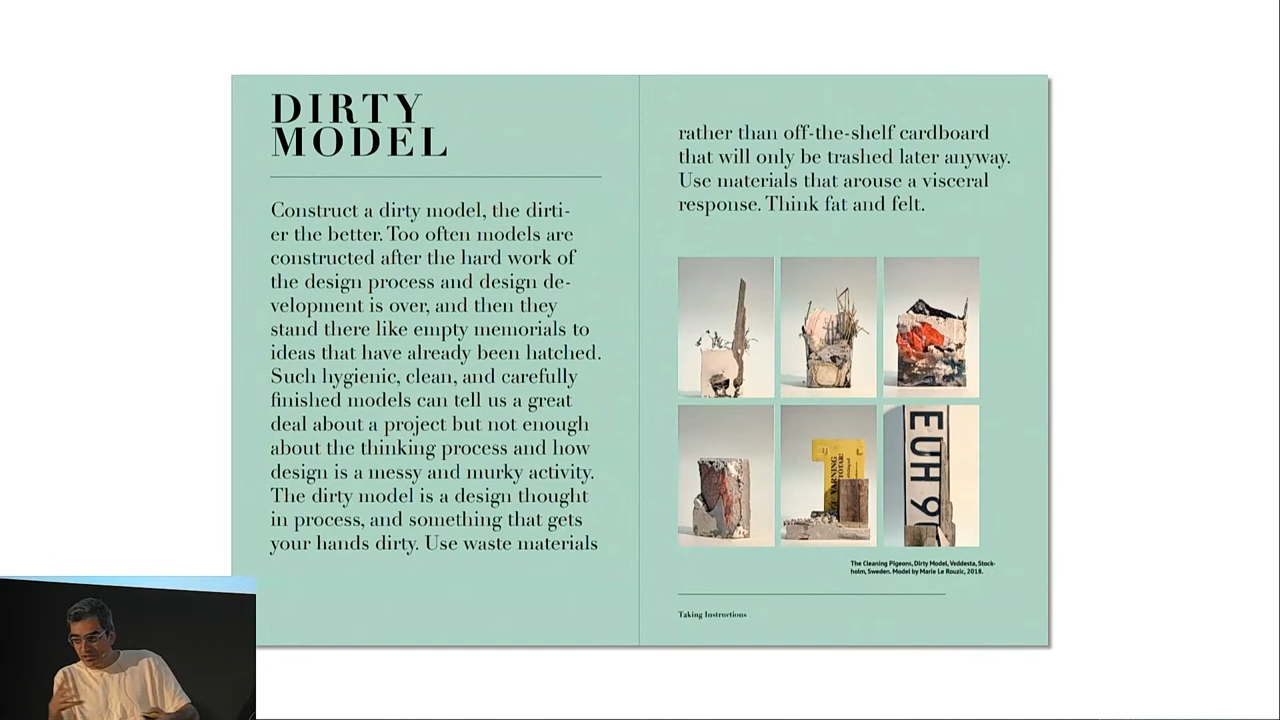 DIRTY
MODEL
Construct a dirty model, the dirti-
er the better. Too often models are
constructed after the hard work of
the design process and design de-
velopment is over, and then they
stand there like empty memorials to
ideas that have already been hatched.
Such hygienic, clean, and carefully
finished models can tell us a great
deal about a project but not enough
about the thinking process and how
design is a messy and murky activity.
The dirty model is a design thought
in process, and something that gets
your hands dirty. Use waste materials
rather than off-the-shelf cardboard
that will only be trashed later anyway.
Use materials that arouse a visceral
response. Think fat and felt.
VARNING
EUH 9
The Cleaning Pigeons, Dirty Model, Veddesta, Stock-
holm, Sweden. Model by Marie Le Rouzic, 2018.
Taking Instructions